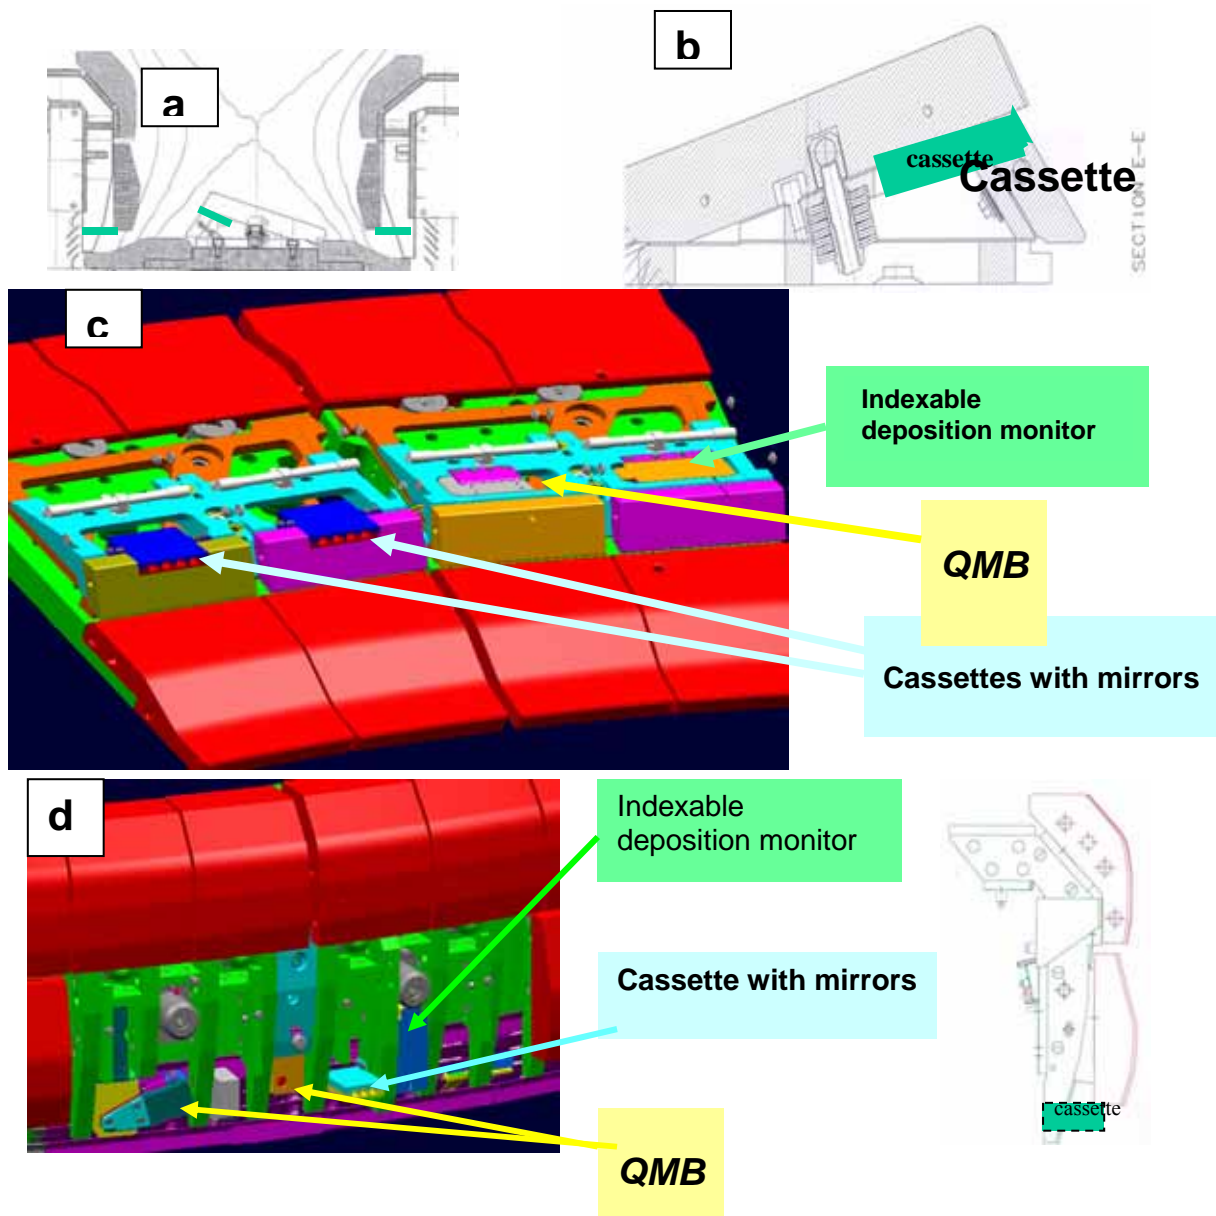 a
b
cassette
Cassette
SECTION E-E
c
Indexable
deposition monitor
QMB
Cassettes with mirrors
d
Indexable
deposition monitor
Cassette with mirrors
QMB
cassette